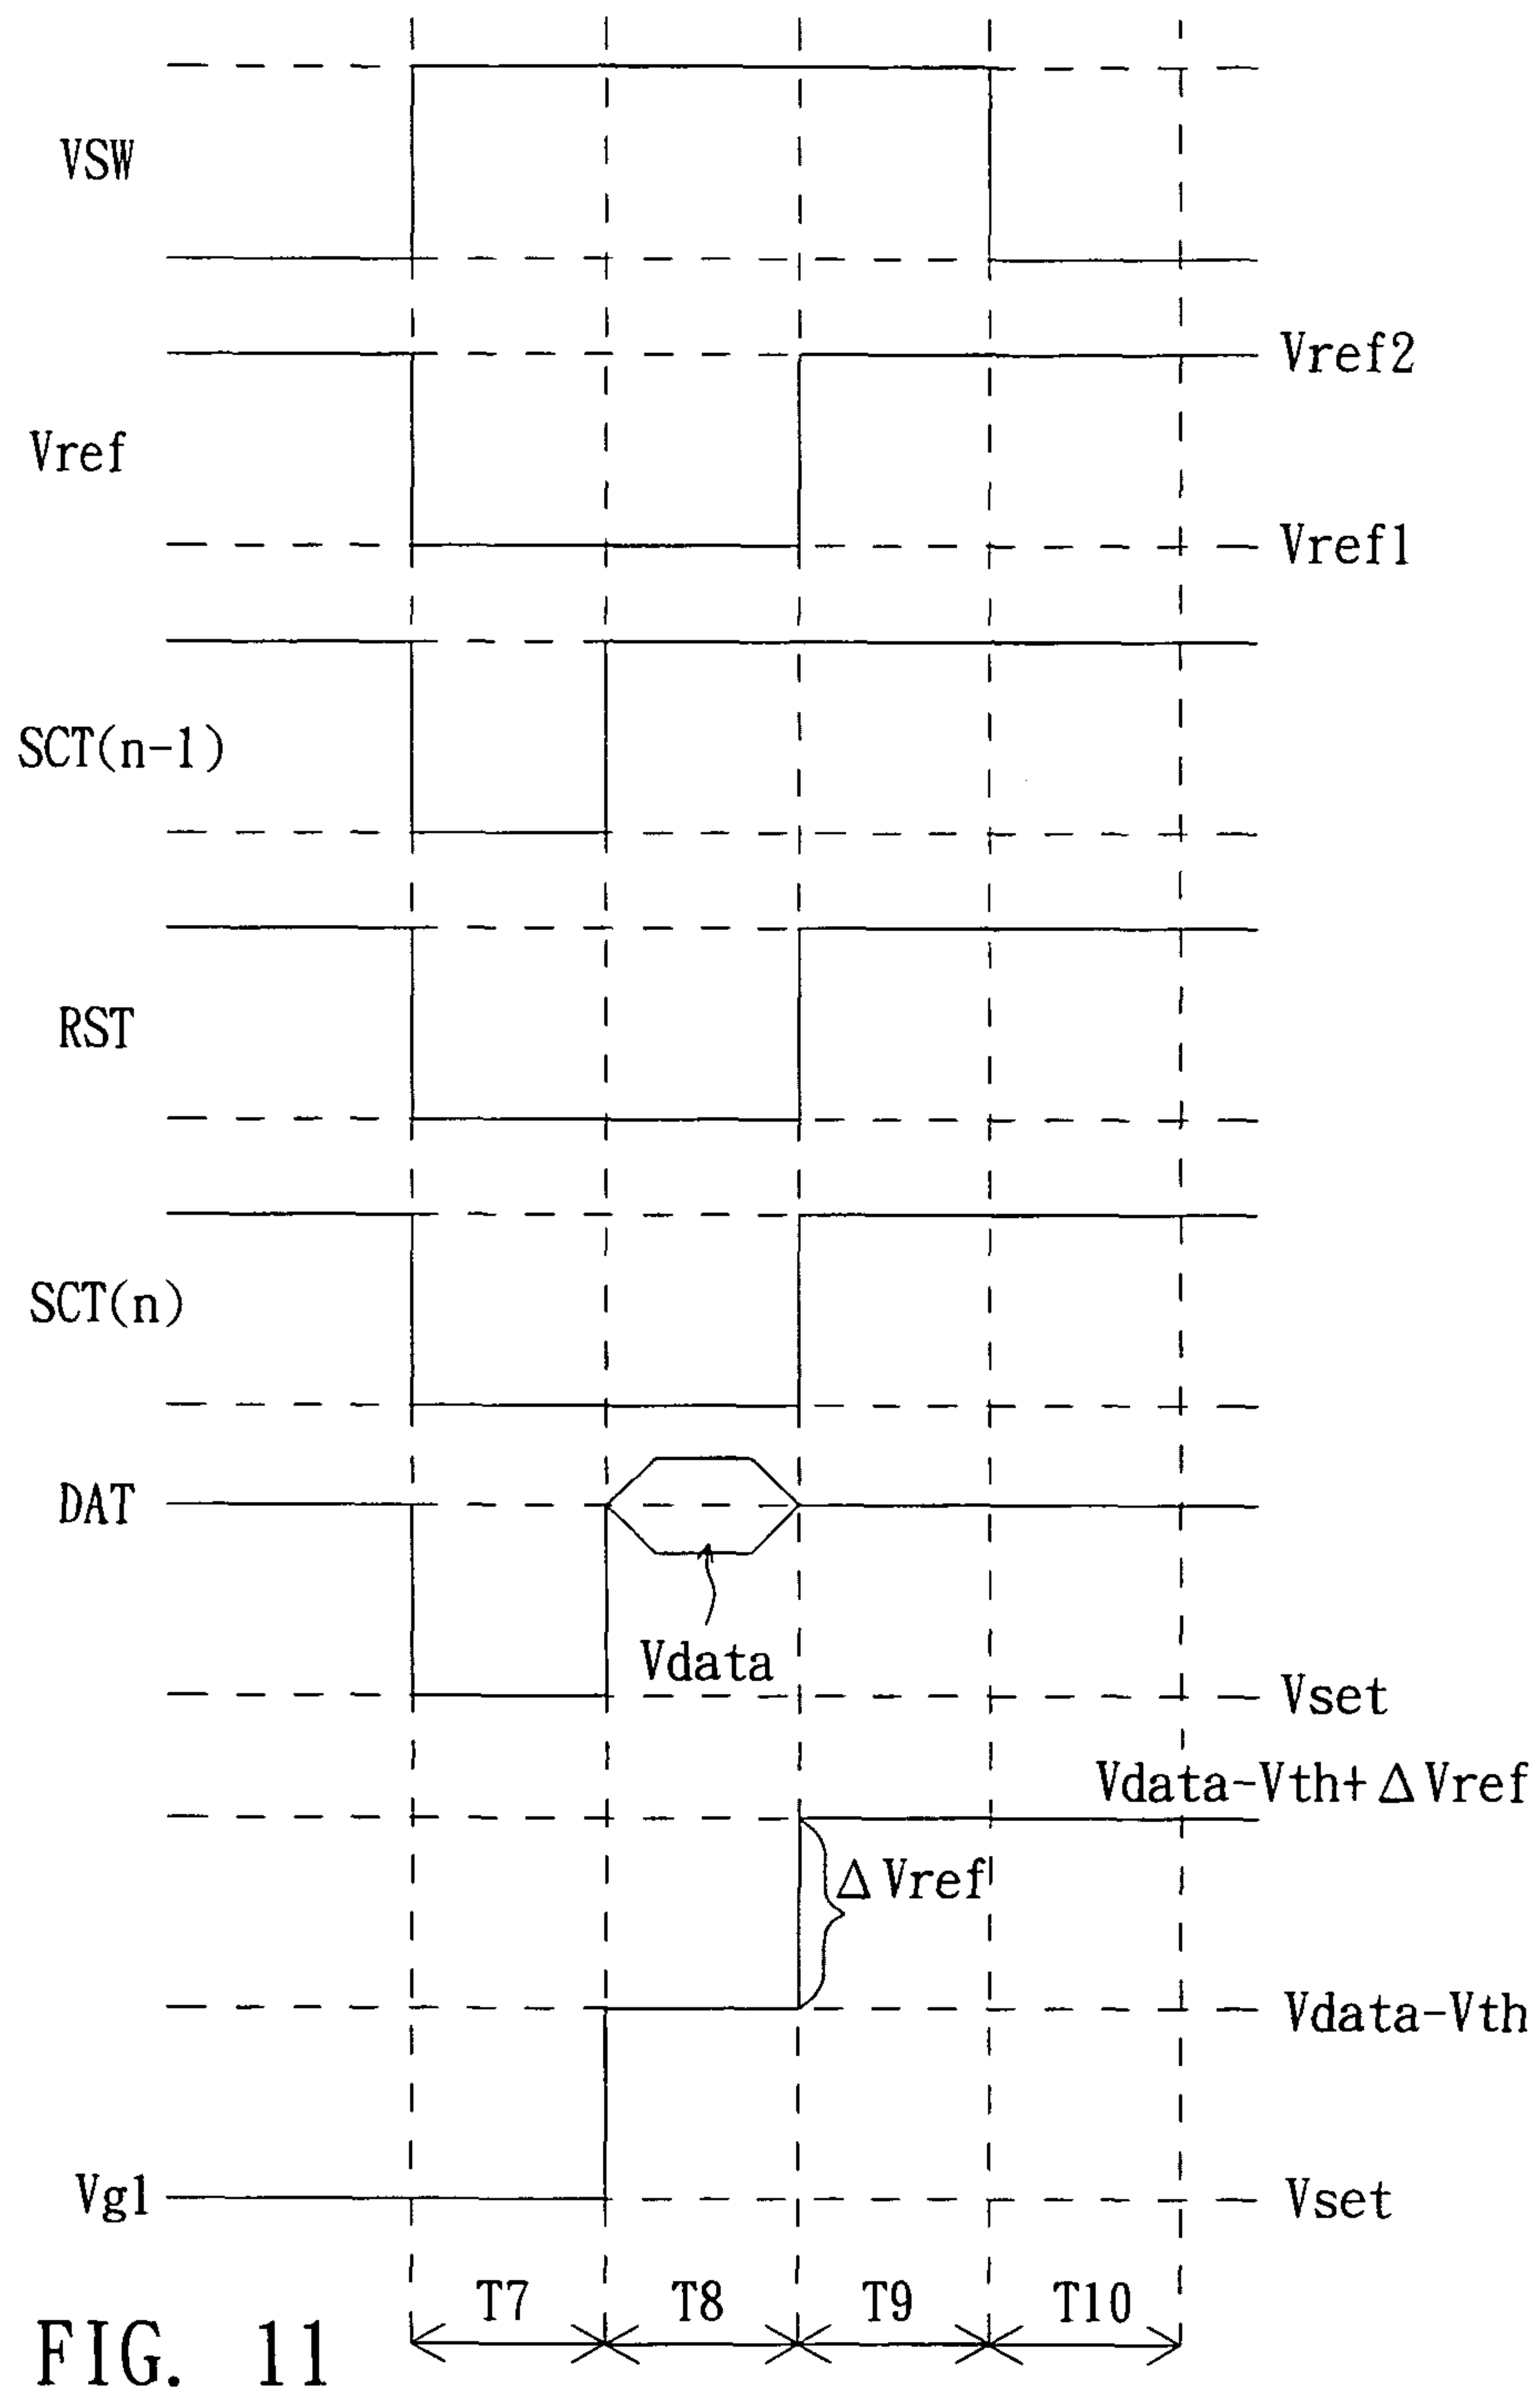 VSW
Vref2
Vref
Vref1
SCT(n-1)
RST
SCT(n)
DAT
Vdata
Vset
Vdata-Vth+ΔVref
ΔVref
Vdata-Vth
Vg1
Vset
T7 T8 T9 T10
FIG. 11